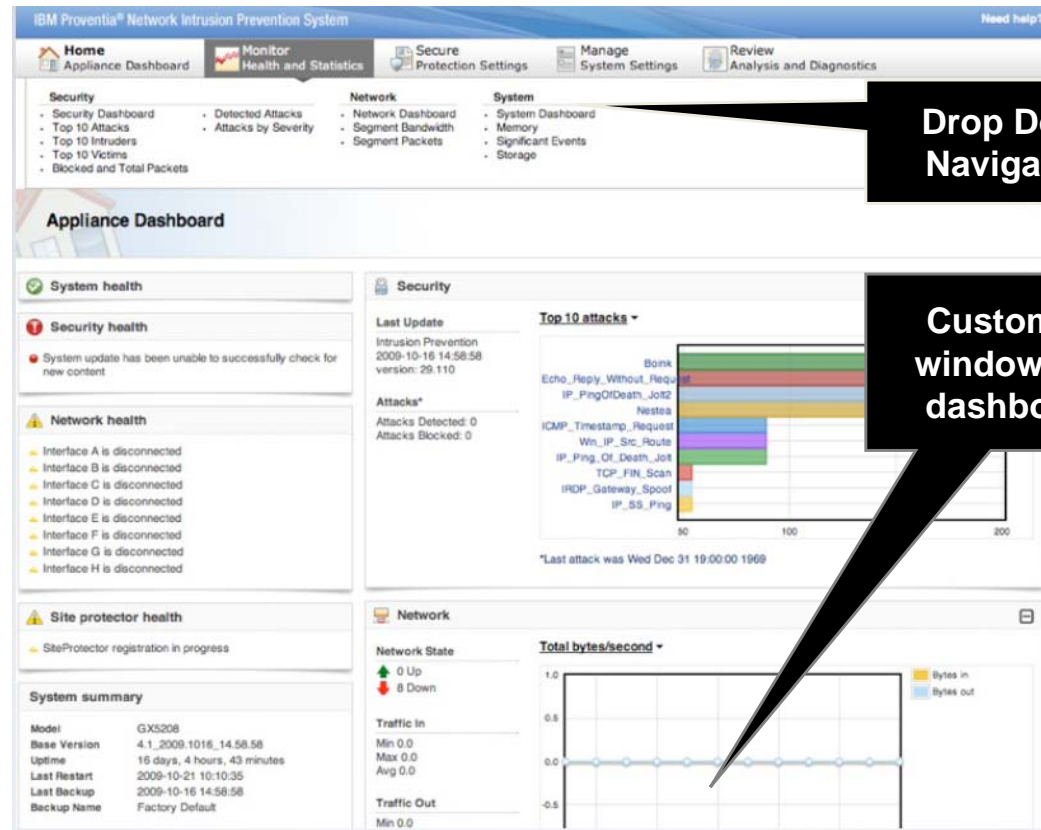 IBM Proventia® Network Intrusion Prevention System
Need help?
Home
Appliance Dashboard
Monitor
Health and Statistics
Secure
Protection Settings
Manage
System Settings
Review
Analysis and Diagnostics
Security
Security Dashboard
Top 10 Attacks
Top 10 Intruders
Top 10 Victims
Blocked and Total Packets
Detected Attacks
Attacks by Severity
Network
Network Dashboard
Segment Bandwidth
Segment Packets
System
System Dashboard
Memory
Significant Events
Storage
Drop D
Naviga
Appliance Dashboard
System health
Security health
System update has been unable to successfully check for
new content
Network health
Interface A is disconnected
Interface B is disconnected
Interface C is disconnected
Interface D is disconnected
Interface E is disconnected
Interface F is disconnected
Interface G is disconnected
Interface H is disconnected
Site protector health
SiteProtector registration in progress
System summary
Model GX5208
Base Version 4.1_2009.1016_14.58.58
Uptime 16 days, 4 hours, 43 minutes
Last Restart 2009-10-21 10:10:35
Last Backup 2009-10-16 14:58:58
Backup Name Factory Default
Security
Last Update
Intrusion Prevention
2009-10-16 14:58:58
version: 29.110
Attacks*
Attacks Detected: 0
Attacks Blocked: 0
Top 10 attacks
Boink
Echo_Reply_Without_Request
IP_PingOfDeath_Jolt2
Nestea
ICMP_Timestamp_Request
Win_IP_Src_Route
IP_Ping_Of_Death_Jolt
TCP_FIN_Scan
IRDP_Gateway_Spoof
IP_SS_Ping
50 100 200
*Last attack was Wed Dec 31 19:00:00 1969
Custom
window
dashbo
Network
Network State
0 Up
8 Down
Traffic In
Min 0.0
Max 0.0
Avg 0.0
Traffic Out
Min 0.0
Total bytes/second
1.0
0.5
0.0
-0.5
Bytes in
Bytes out